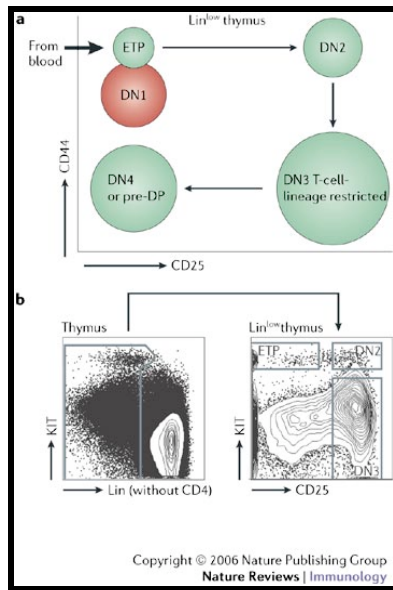 a
Lin^low thymus
From
blood
ETP
DN2
DN1
CD44
DN4
or pre-DP
DN3 T-cell-
lineage restricted
CD25
b
Thymus
Lin^low thymus
ETP
DN2
KIT
KIT
DN3
Lin (without CD4)
CD25
Copyright © 2006 Nature Publishing Group
Nature Reviews | Immunology